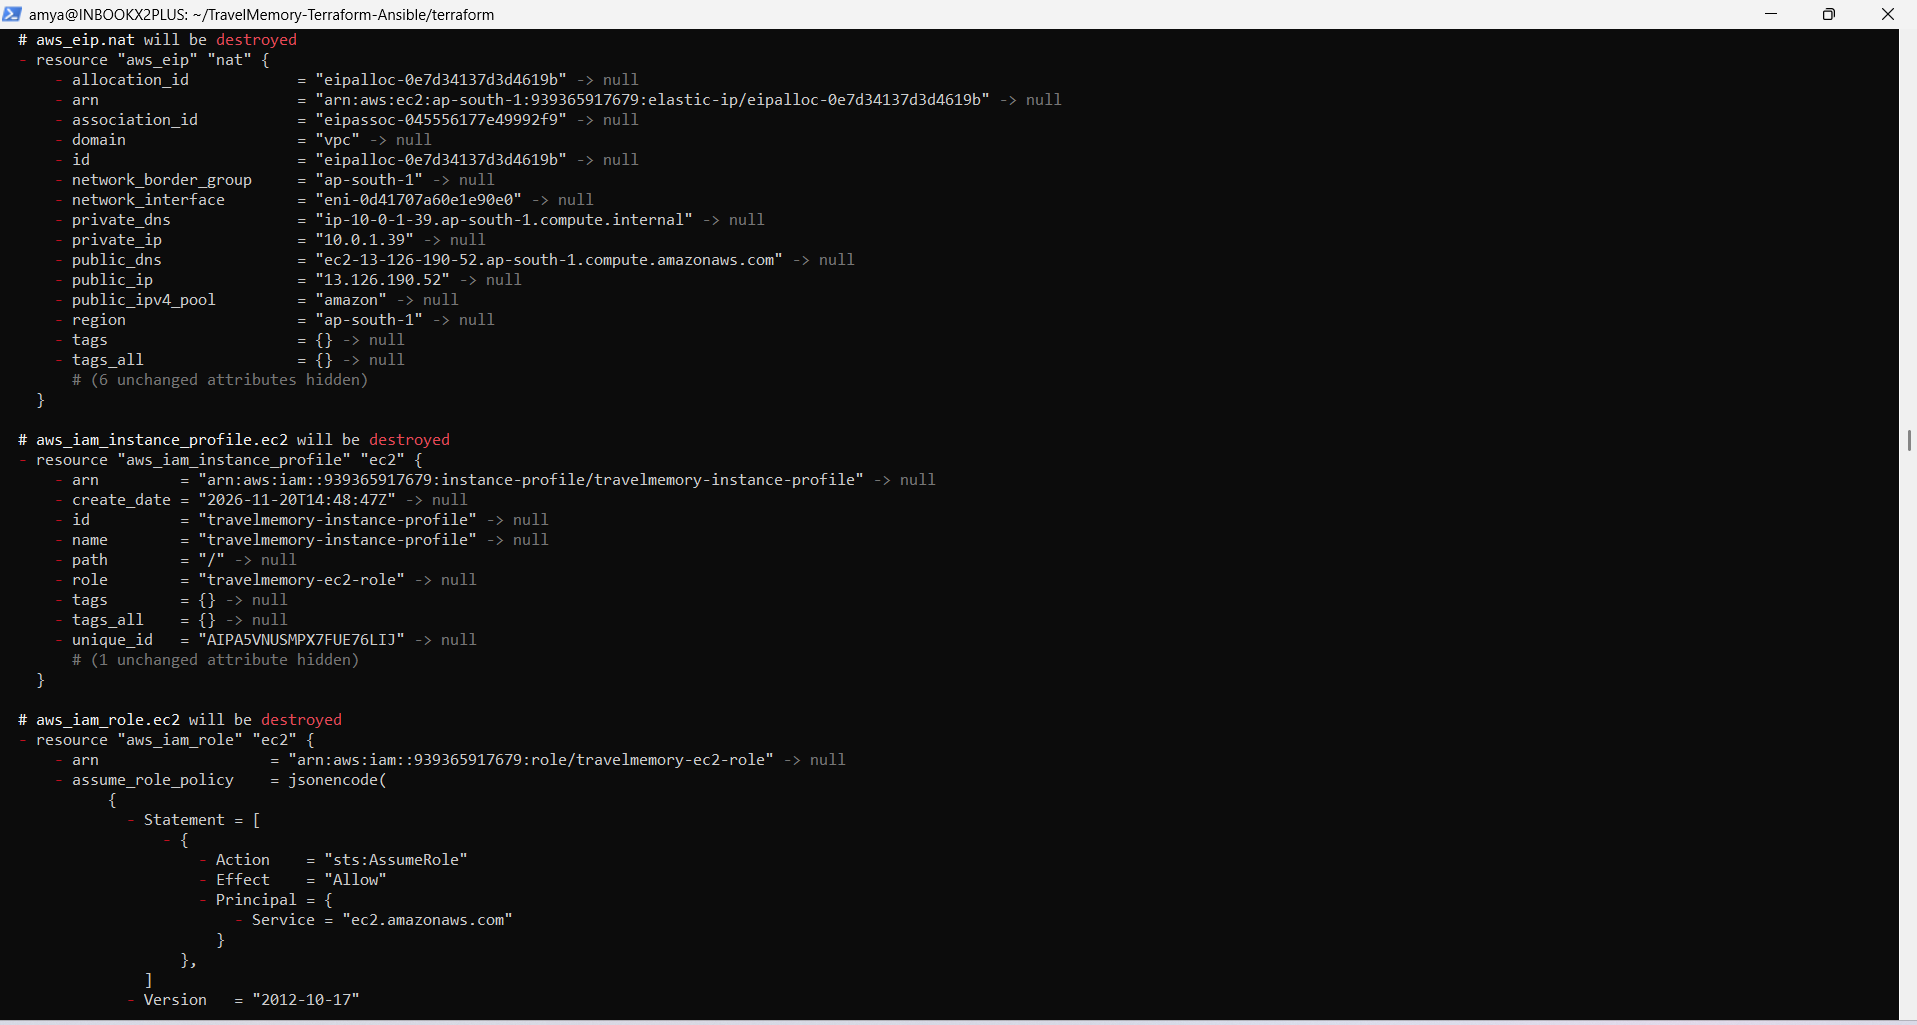 amya@INBOOKX2PLUS: ~/TravelMemory-Terraform-Ansible/terraform
# aws_eip.nat will be destroyed
- resource "aws_eip" "nat" {
    - allocation_id            = "eipalloc-0e7d34137d3d4619b" -> null
    - arn                      = "arn:aws:ec2:ap-south-1:939365917679:elastic-ip/eipalloc-0e7d34137d3d4619b" -> null
    - association_id           = "eipassoc-045556177e49992f9" -> null
    - domain                   = "vpc" -> null
    - id                       = "eipalloc-0e7d34137d3d4619b" -> null
    - network_border_group     = "ap-south-1" -> null
    - network_interface        = "eni-0d41707a60e1e90e0" -> null
    - private_dns              = "ip-10-0-1-39.ap-south-1.compute.internal" -> null
    - private_ip               = "10.0.1.39" -> null
    - public_dns               = "ec2-13-126-190-52.ap-south-1.compute.amazonaws.com" -> null
    - public_ip                = "13.126.190.52" -> null
    - public_ipv4_pool         = "amazon" -> null
    - region                   = "ap-south-1" -> null
    - tags                     = {} -> null
    - tags_all                 = {} -> null
      # (6 unchanged attributes hidden)
  }
# aws_iam_instance_profile.ec2 will be destroyed
- resource "aws_iam_instance_profile" "ec2" {
    - arn         = "arn:aws:iam::939365917679:instance-profile/travelmemory-instance-profile" -> null
    - create_date = "2026-11-20T14:48:47Z" -> null
    - id          = "travelmemory-instance-profile" -> null
    - name        = "travelmemory-instance-profile" -> null
    - path        = "/" -> null
    - role        = "travelmemory-ec2-role" -> null
    - tags        = {} -> null
    - tags_all    = {} -> null
    - unique_id   = "AIPA5VNUSMPX7FUE76LIJ" -> null
      # (1 unchanged attribute hidden)
  }
# aws_iam_role.ec2 will be destroyed
- resource "aws_iam_role" "ec2" {
    - arn                   = "arn:aws:iam::939365917679:role/travelmemory-ec2-role" -> null
    - assume_role_policy    = jsonencode(
          {
            - Statement = [
                - {
                    - Action    = "sts:AssumeRole"
                    - Effect    = "Allow"
                    - Principal = {
                        - Service = "ec2.amazonaws.com"
                      }
                  },
              ]
            - Version   = "2012-10-17"